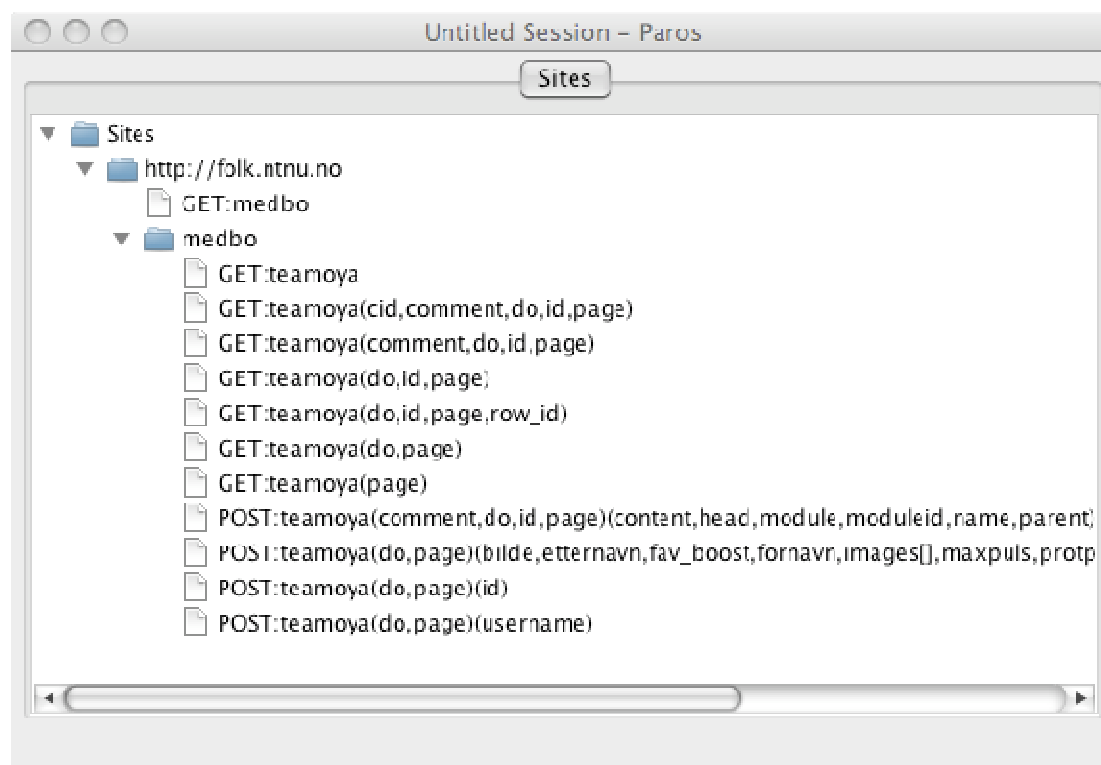 Untitled Session – Paros
Sites
Sites
http://folk.ntnu.no
GET:medbo
medbo
GET:teamoya
GET:teamoya(cid,comment,do,id,page)
GET:teamoya(comment,do,id,page)
GET:teamoya(do,id,page)
GET:teamoya(do,id,page,row_id)
GET:teamoya(do,page)
GET:teamoya(page)
POST:teamoya(comment,do,id,page)(content,head,module,moduleid,name,parent)
POST:teamoya(do,page)(bilde,etternavn,fav_boost,fornavn,images[],maxpuls,protp
POST:teamoya(do,page)(id)
POST:teamoya(do,page)(username)